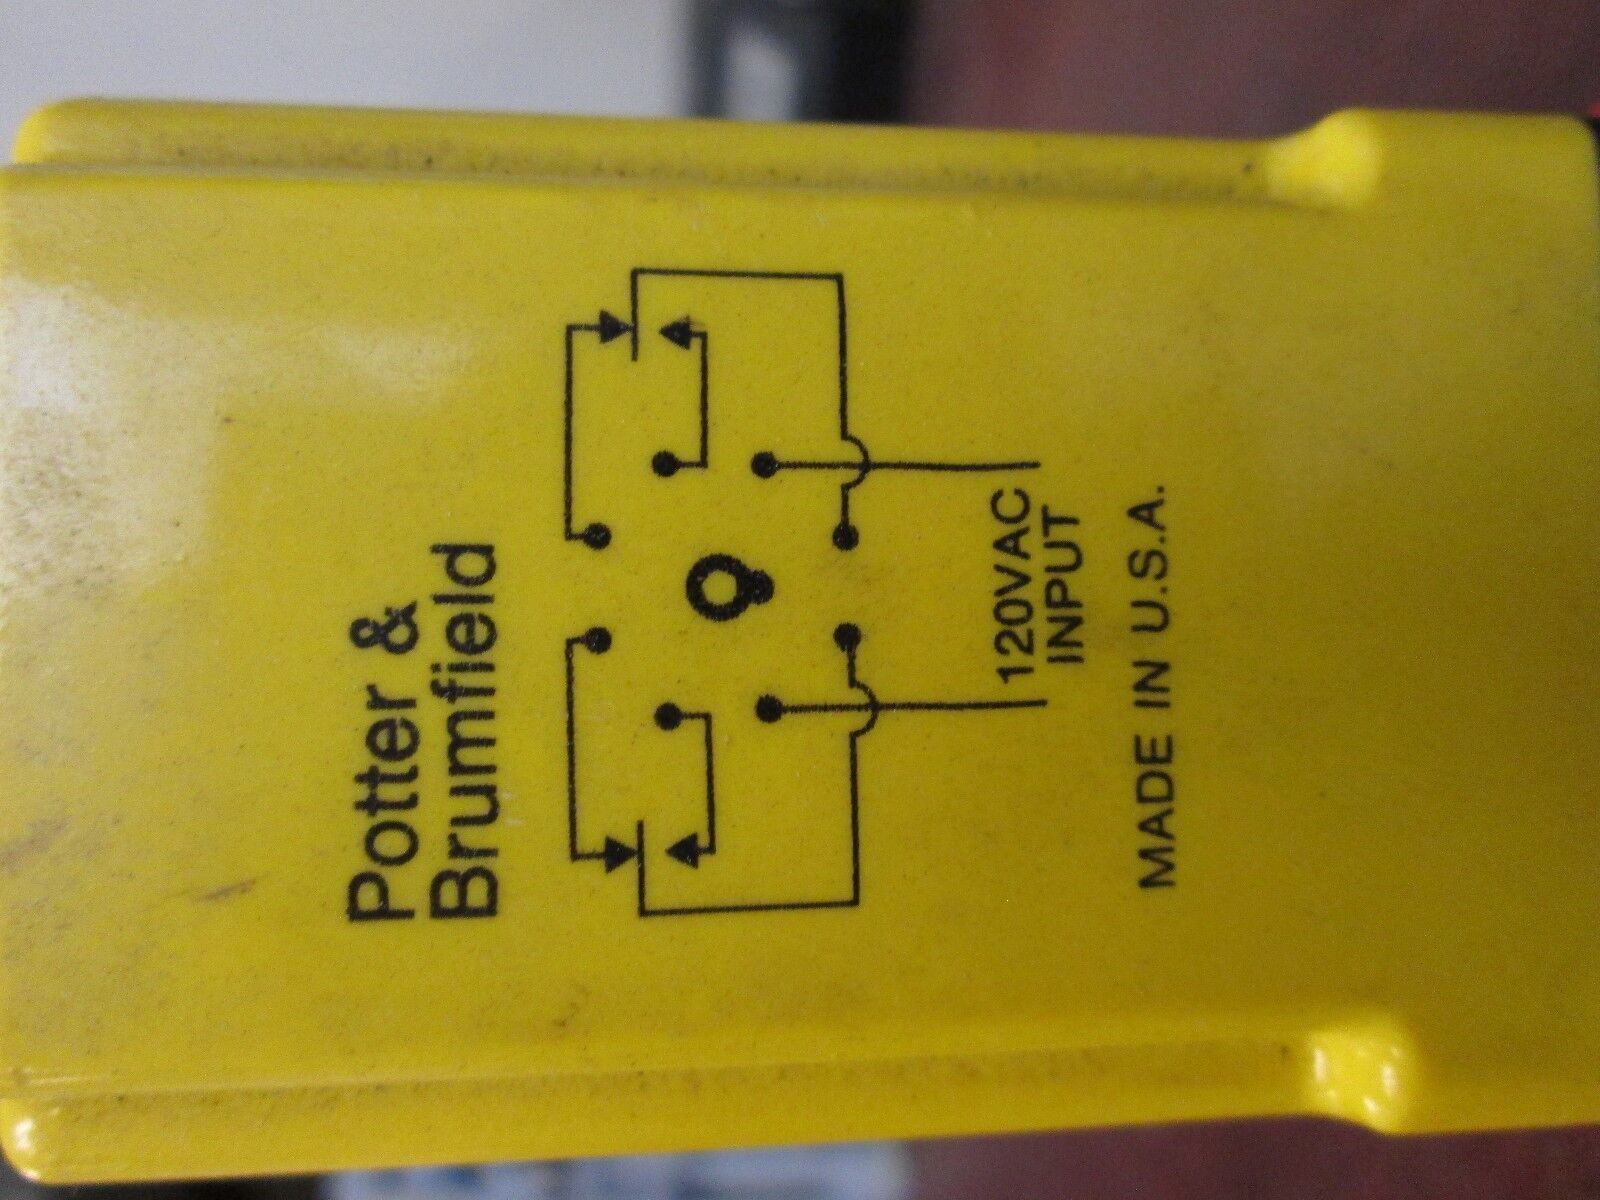 Potter &
Brumfield
120VAC
INPUT
MADE IN U.S.A.